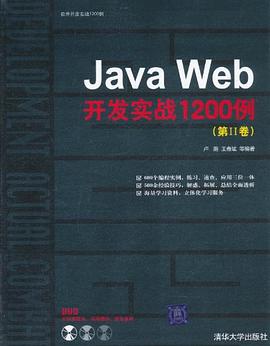 软件开发实战1200例
Java Web
开发实战1200例
(第II卷)
卢瀚 王春斌 等编著
600个编程实例，练习、速查、应用三位一体
500余经验技巧，解惑、拓展、总结全面透析
海量学习资料，立体化学习服务
DVD
清华大学出版社